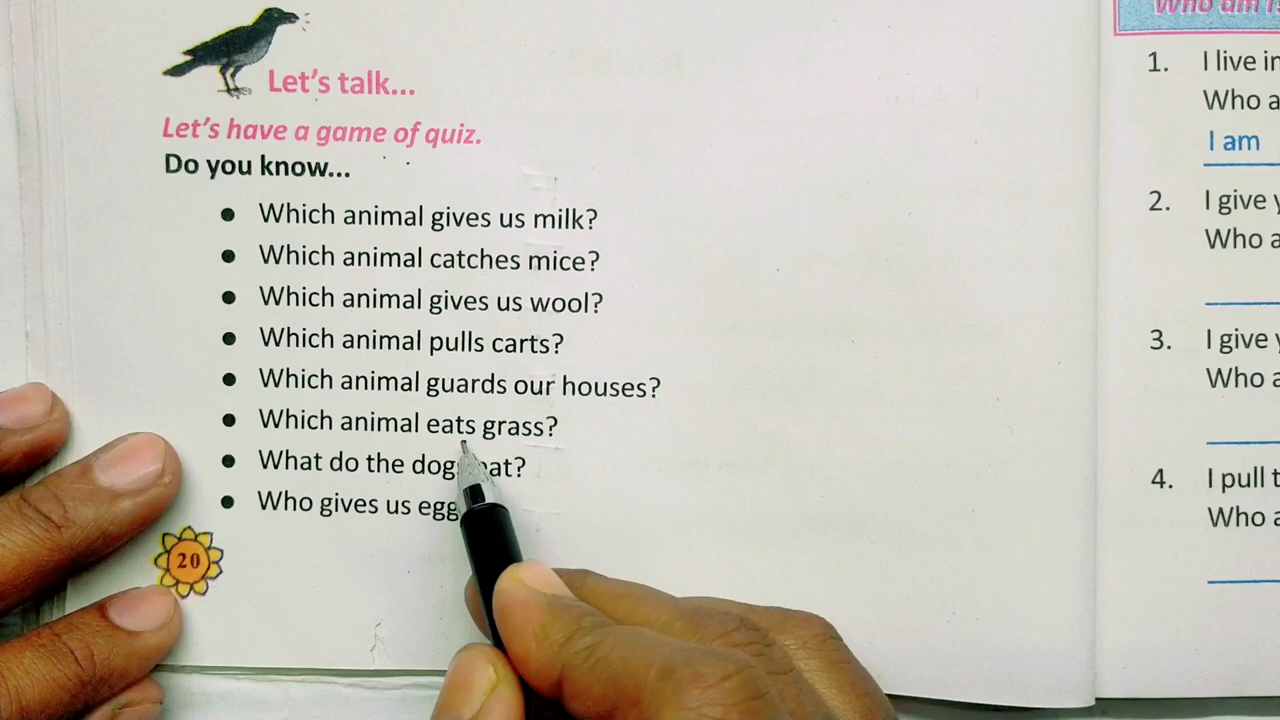 Let's talk...
Let's have a game of quiz.
Do you know...
● Which animal gives us milk?
● Which animal catches mice?
● Which animal gives us wool?
● Which animal pulls carts?
● Which animal guards our houses?
● Which animal eats grass?
● What do the dog eat?
● Who gives us egg
20
Who am I
1. I live in
Who a
I am
2. I give y
Who a
3. I give y
Who a
4. I pull t
Who a